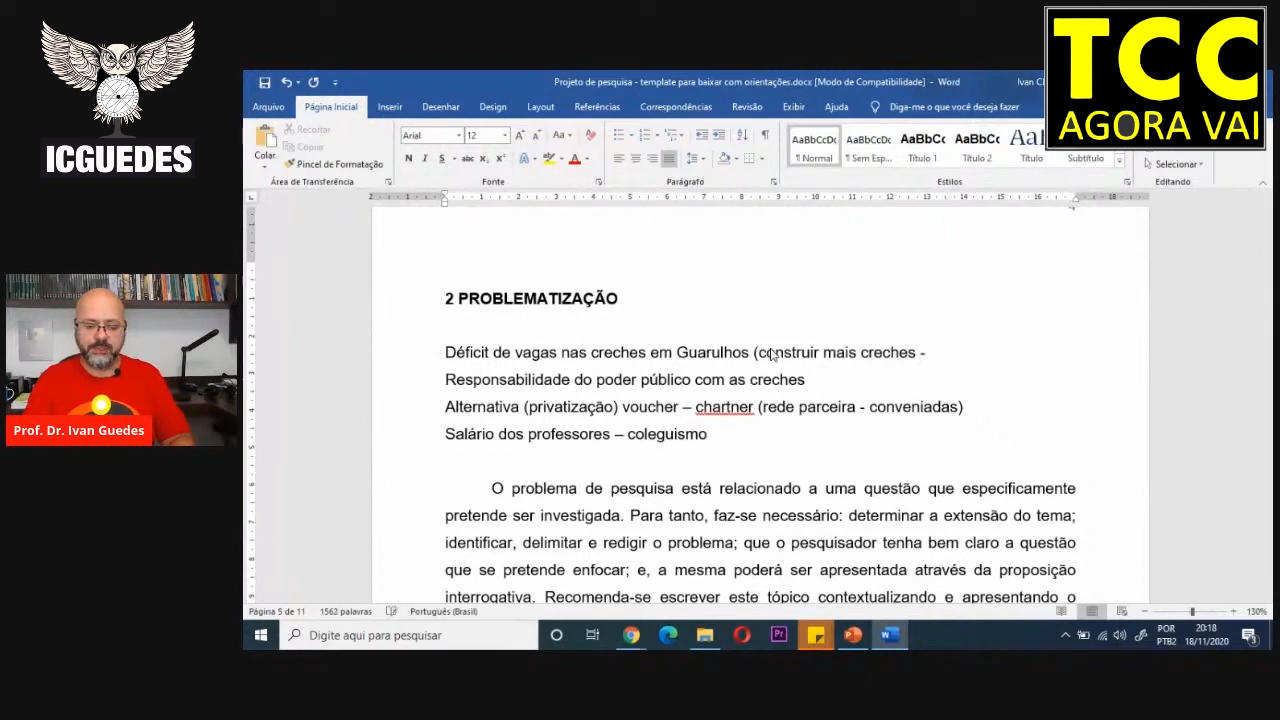 TCC
AGORA VAI
ICGUEDES
Prof. Dr. Ivan Guedes
Projeto de pesquisa - template para baixar com orientações.docx [Modo de Compatibilidade] - Word
Arquivo Página Inicial Inserir Desenhar Design Layout Referências Correspondências Revisão Exibir Ajuda Diga-me o que você deseja fazer
Colar
Recortar
Copiar
Pincel de Formatação
Arial 12
AaBbCcDc AaBbCcDc AaBbCc AaBbCc
¶ Normal ¶ Sem Esp... Título 1 Título 2 Título Subtítulo
Selecionar
Área de Transferência Fonte Parágrafo Estilos Editando
2 PROBLEMATIZAÇÃO
Déficit de vagas nas creches em Guarulhos (construir mais creches -
Responsabilidade do poder público com as creches
Alternativa (privatização) voucher – chartner (rede parceira - conveniadas)
Salário dos professores – coleguismo
O problema de pesquisa está relacionado a uma questão que especificamente
pretende ser investigada. Para tanto, faz-se necessário: determinar a extensão do tema;
identificar, delimitar e redigir o problema; que o pesquisador tenha bem claro a questão
que se pretende enfocar; e, a mesma poderá ser apresentada através da proposição
interrogativa. Recomenda-se escrever este tópico contextualizando e apresentando o
Página 5 de 11 1562 palavras Português (Brasil) 130%
Digite aqui para pesquisar
POR
PTB2
20:18
18/11/2020